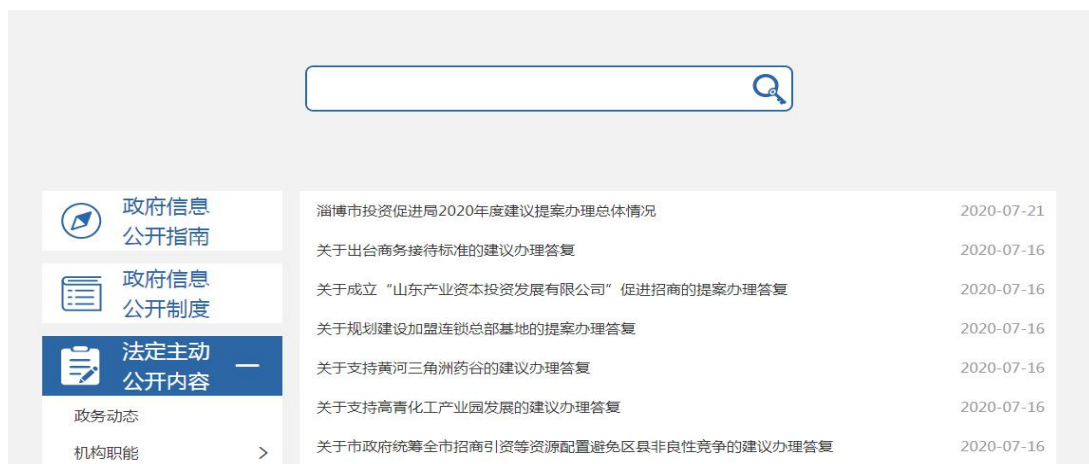 政府信息
公开指南
政府信息
公开制度
法定主动
公开内容
政务动态
机构职能
淄博市投资促进局2020年度建议提案办理总体情况 2020-07-21
关于出台商务接待标准的建议办理答复 2020-07-16
关于成立“山东产业资本投资发展有限公司”促进招商的提案办理答复 2020-07-16
关于规划建设加盟连锁总部基地的提案办理答复 2020-07-16
关于支持黄河三角洲药谷的建议办理答复 2020-07-16
关于支持高青化工产业园发展的建议办理答复 2020-07-16
关于市政府统筹全市招商引资等资源配置避免区县非良性竞争的建议办理答复 2020-07-16